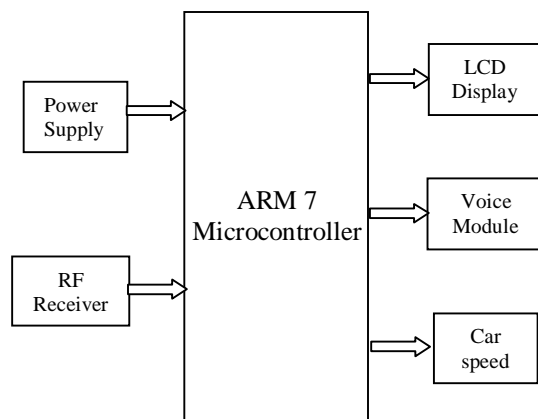 Power
Supply
RF
Receiver
ARM 7
Microcontroller
LCD
Display
Voice
Module
Car
speed